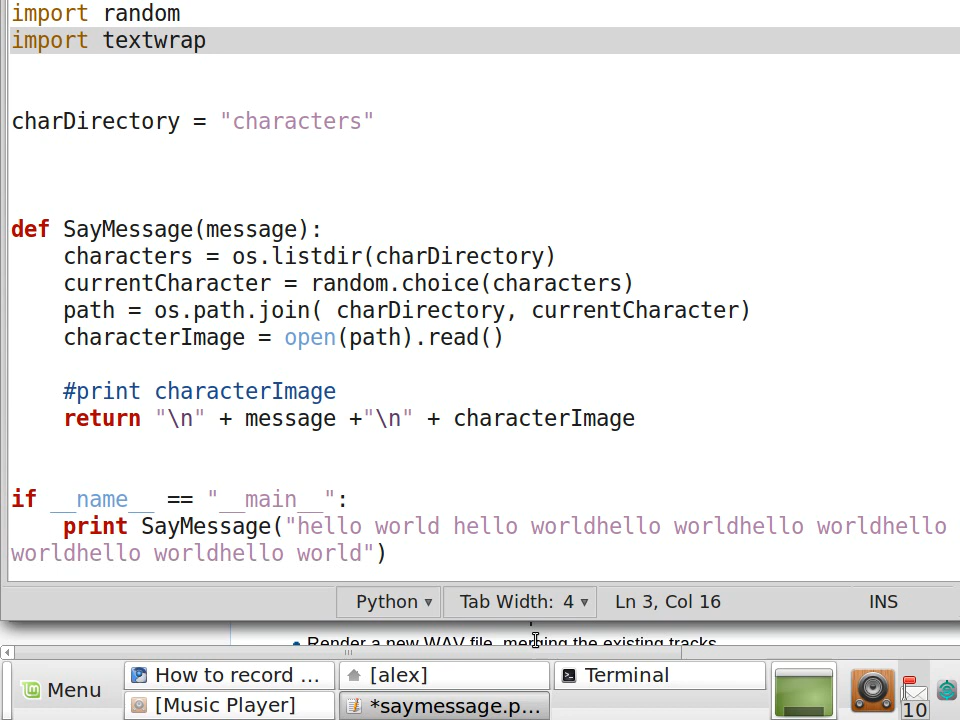 import random
import textwrap
charDirectory = "characters"
def SayMessage(message):
    characters = os.listdir(charDirectory)
    currentCharacter = random.choice(characters)
    path = os.path.join( charDirectory, currentCharacter)
    characterImage = open(path).read()
    #print characterImage
    return "\n" + message +"\n" + characterImage
if __name__ == "__main__":
    print SayMessage("hello world hello worldhello worldhello worldhello
worldhello worldhello world")
Python Tab Width: 4 Ln 3, Col 16 INS
Render a new WAV file, merging the existing tracks
Menu How to record ... [alex] Terminal
[Music Player] *saymessage.p... 10